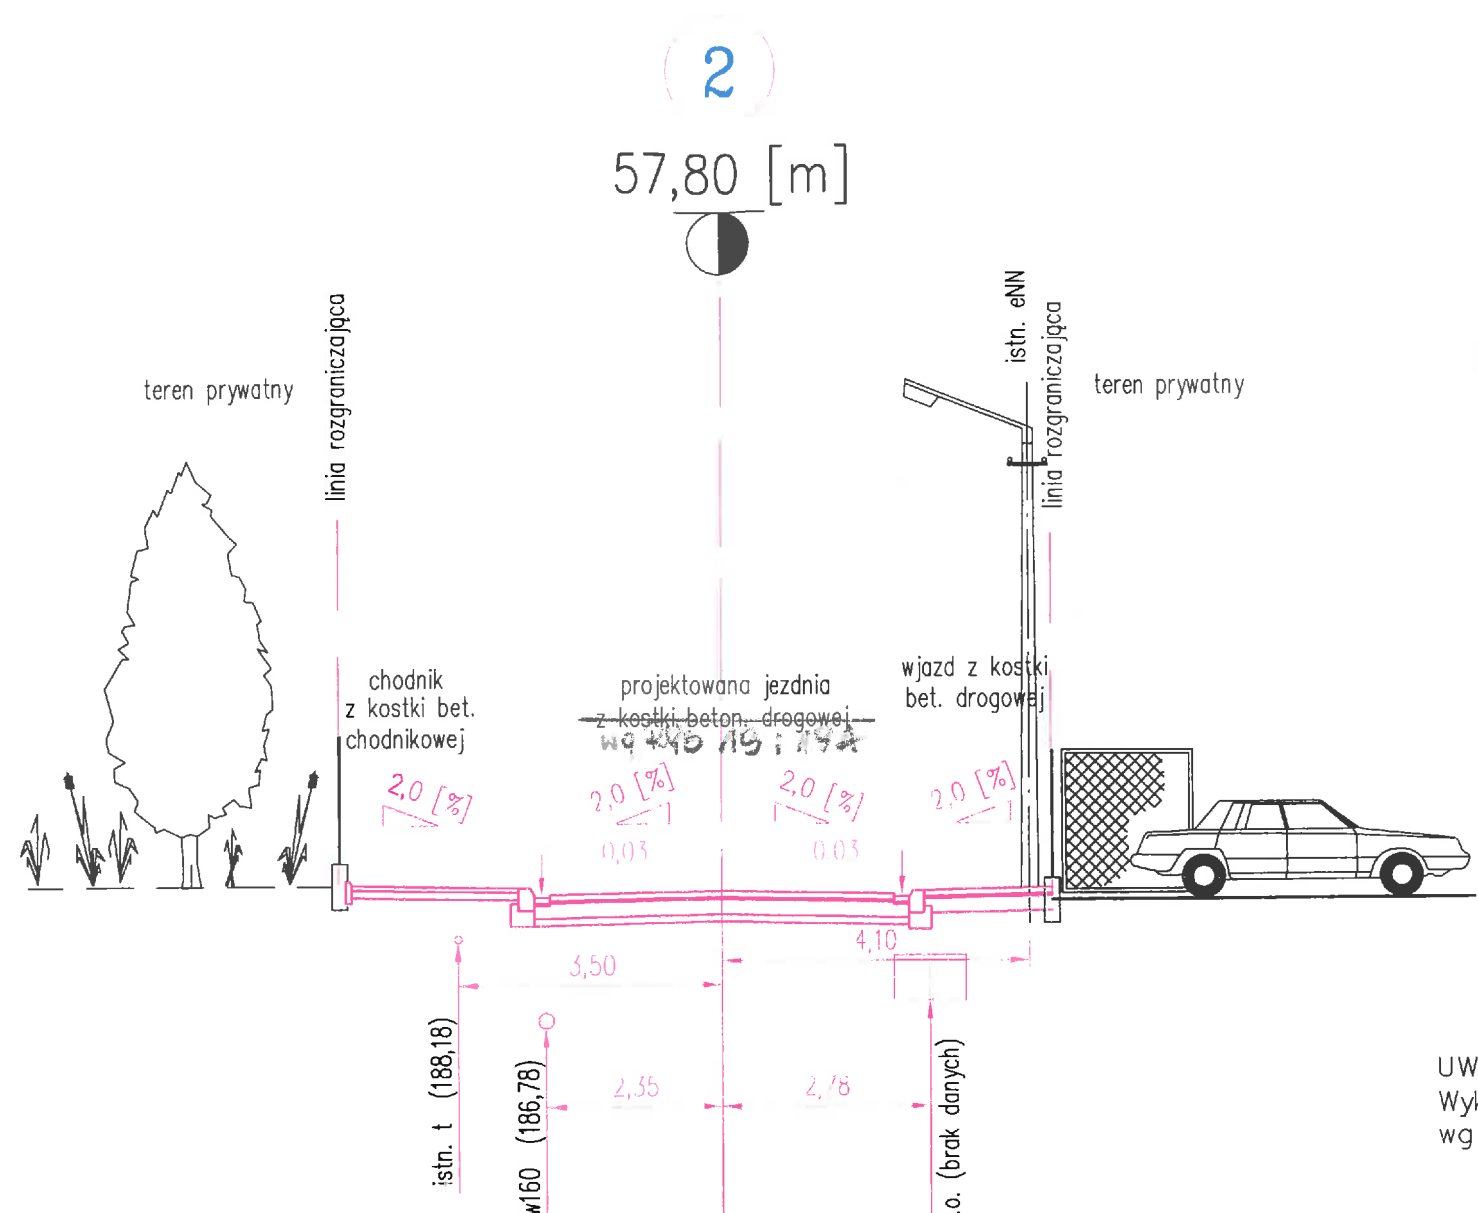 2
57,80 [m]
linia rozgraniczająca
istn. eNN
linia rozgraniczająca
teren prywatny
teren prywatny
chodnik
z kostki bet.
chodnikowej
projektowana jezdnia
z kostki beton. drogowej
wg
wjazd z kostki
bet. drogowej
2,0 [%]
2,0 [%]
2,0 [%]
2,0 [%]
0,03
0,03
4,10
3,50
2,35
2,78
istn. t (188,18)
w160 (186,78)
.o. (brak danych)
UW
Wyk
wg